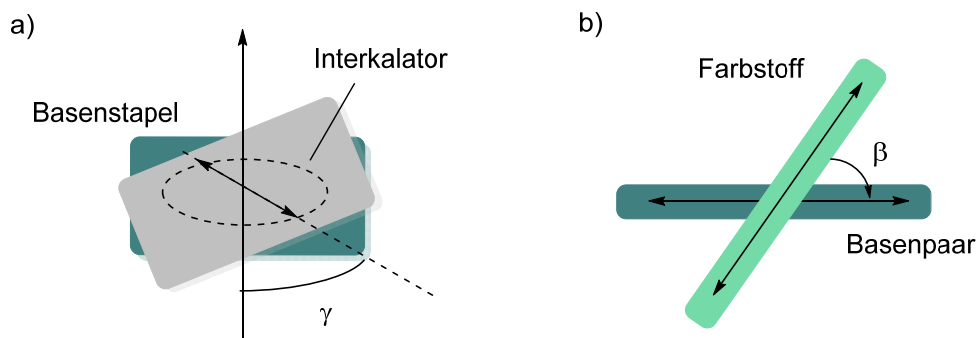 a)
Interkalator
Basenstapel
γ
b)
Farbstoff
β
Basenpaar